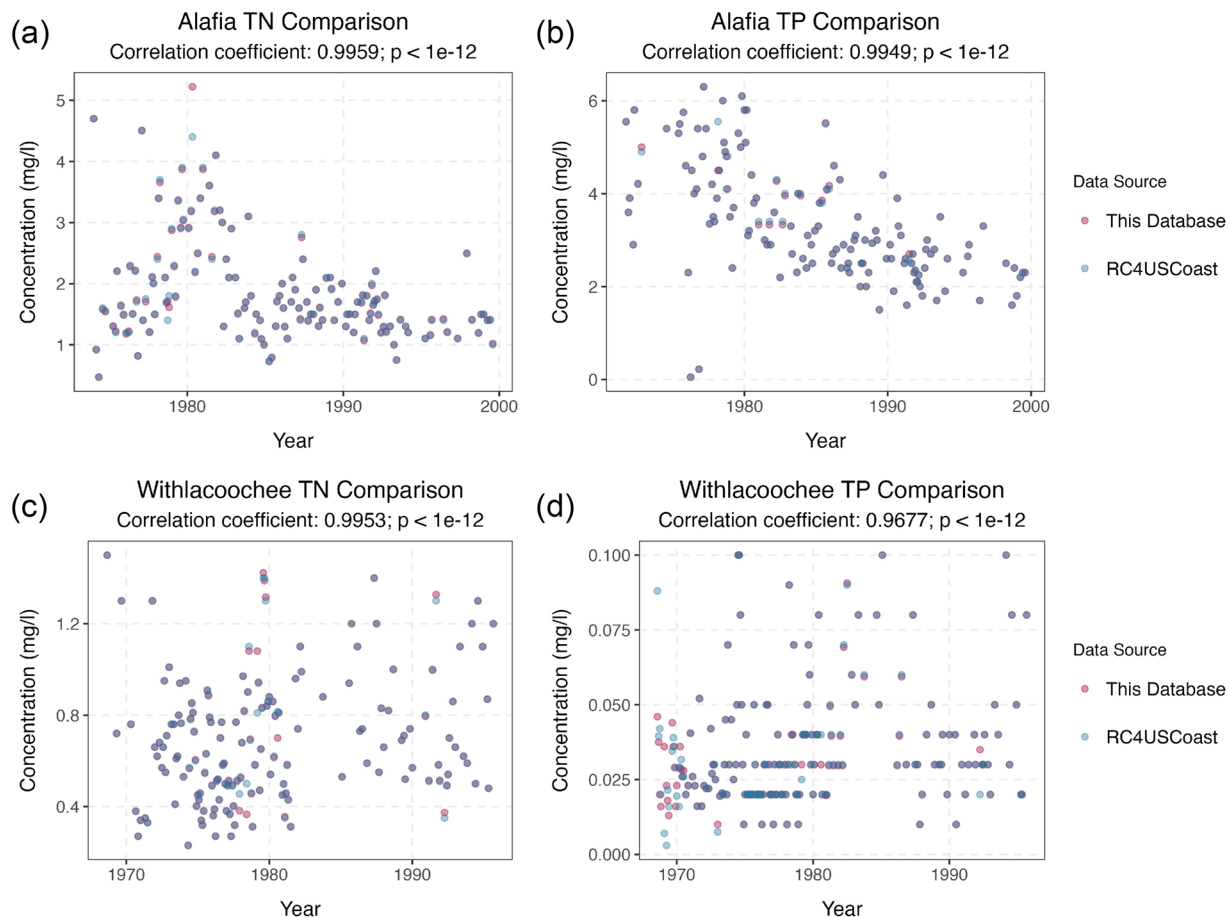 (a)
Alafia TN Comparison
Correlation coefficient: 0.9959; p < 1e-12
Concentration (mg/l)
5
4
3
2
1
1980
1990
2000
Year
(b)
Alafia TP Comparison
Correlation coefficient: 0.9949; p < 1e-12
Concentration (mg/l)
6
4
2
0
1980
1990
2000
Year
Data Source
This Database
RC4USCoast
(c)
Withlacoochee TN Comparison
Correlation coefficient: 0.9953; p < 1e-12
Concentration (mg/l)
1.2
0.8
0.4
1970
1980
1990
Year
(d)
Withlacoochee TP Comparison
Correlation coefficient: 0.9677; p < 1e-12
Concentration (mg/l)
0.100
0.075
0.050
0.025
0.000
1970
1980
1990
Year
Data Source
This Database
RC4USCoast